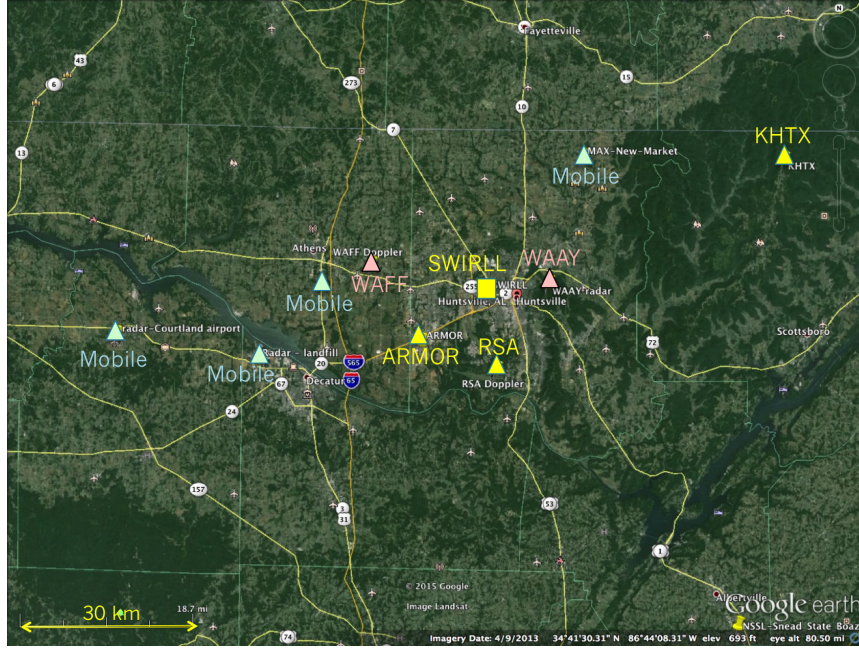 Fayetteville
43
6
273
15
10
7
13
KHTX
MAX-New-Market
KHTX
Mobile
Athens
WAFF Doppler
SWIRLL
WAAY
WAFF
255
SWIRLL
2
WAAY radar
Mobile
Huntsville, AL
Huntsville
radar-Courtland airport
ARMOR
Scottsboro
72
Mobile
Radar - landfill
ARMOR
RSA
20
565
Mobile
Decatur
65
67
RSA Doppler
24
157
3
31
53
1
© 2015 Google
Image Landsat
30 km
18.7 mi
Albertville
Google earth
NSSL-Snead State Boaz
74
Imagery Date: 4/9/2013 34°41'30.31" N 86°44'08.31" W elev 693 ft eye alt 80.50 mi
N